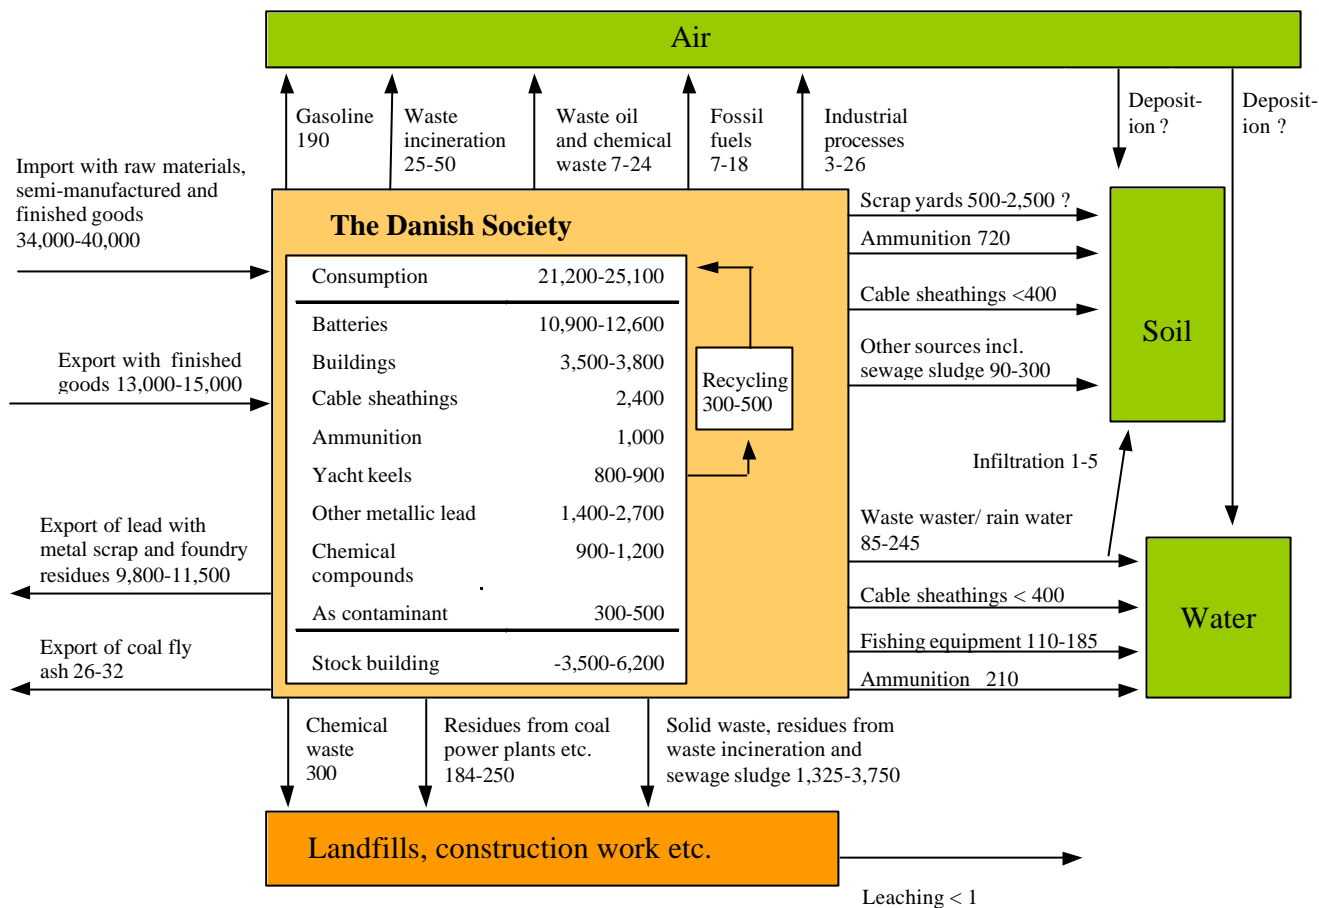 Air
Gasoline
190
Waste
incineration
25-50
Waste oil
and chemical
waste 7-24
Fossil
fuels
7-18
Industrial
processes
3-26
Deposit-
ion ?
Deposit-
ion ?
Import with raw materials,
semi-manufactured and
finished goods
34,000-40,000
Export with finished
goods 13,000-15,000
Export of lead with
metal scrap and foundry
residues 9,800-11,500
Export of coal fly
ash 26-32
The Danish Society
Consumption 21,200-25,100
Batteries 10,900-12,600
Buildings 3,500-3,800
Cable sheathings 2,400
Ammunition 1,000
Yacht keels 800-900
Other metallic lead 1,400-2,700
Chemical 900-1,200
compounds
As contaminant 300-500
Stock building -3,500-6,200
Recycling
300-500
Scrap yards 500-2,500 ?
Ammunition 720
Cable sheathings <400
Other sources incl.
sewage sludge 90-300
Soil
Infiltration 1-5
Waste waster/ rain water
85-245
Cable sheathings < 400
Fishing equipment 110-185
Ammunition 210
Water
Chemical
waste
300
Residues from coal
power plants etc.
184-250
Solid waste, residues from
waste incineration and
sewage sludge 1,325-3,750
Landfills, construction work etc.
Leaching < 1